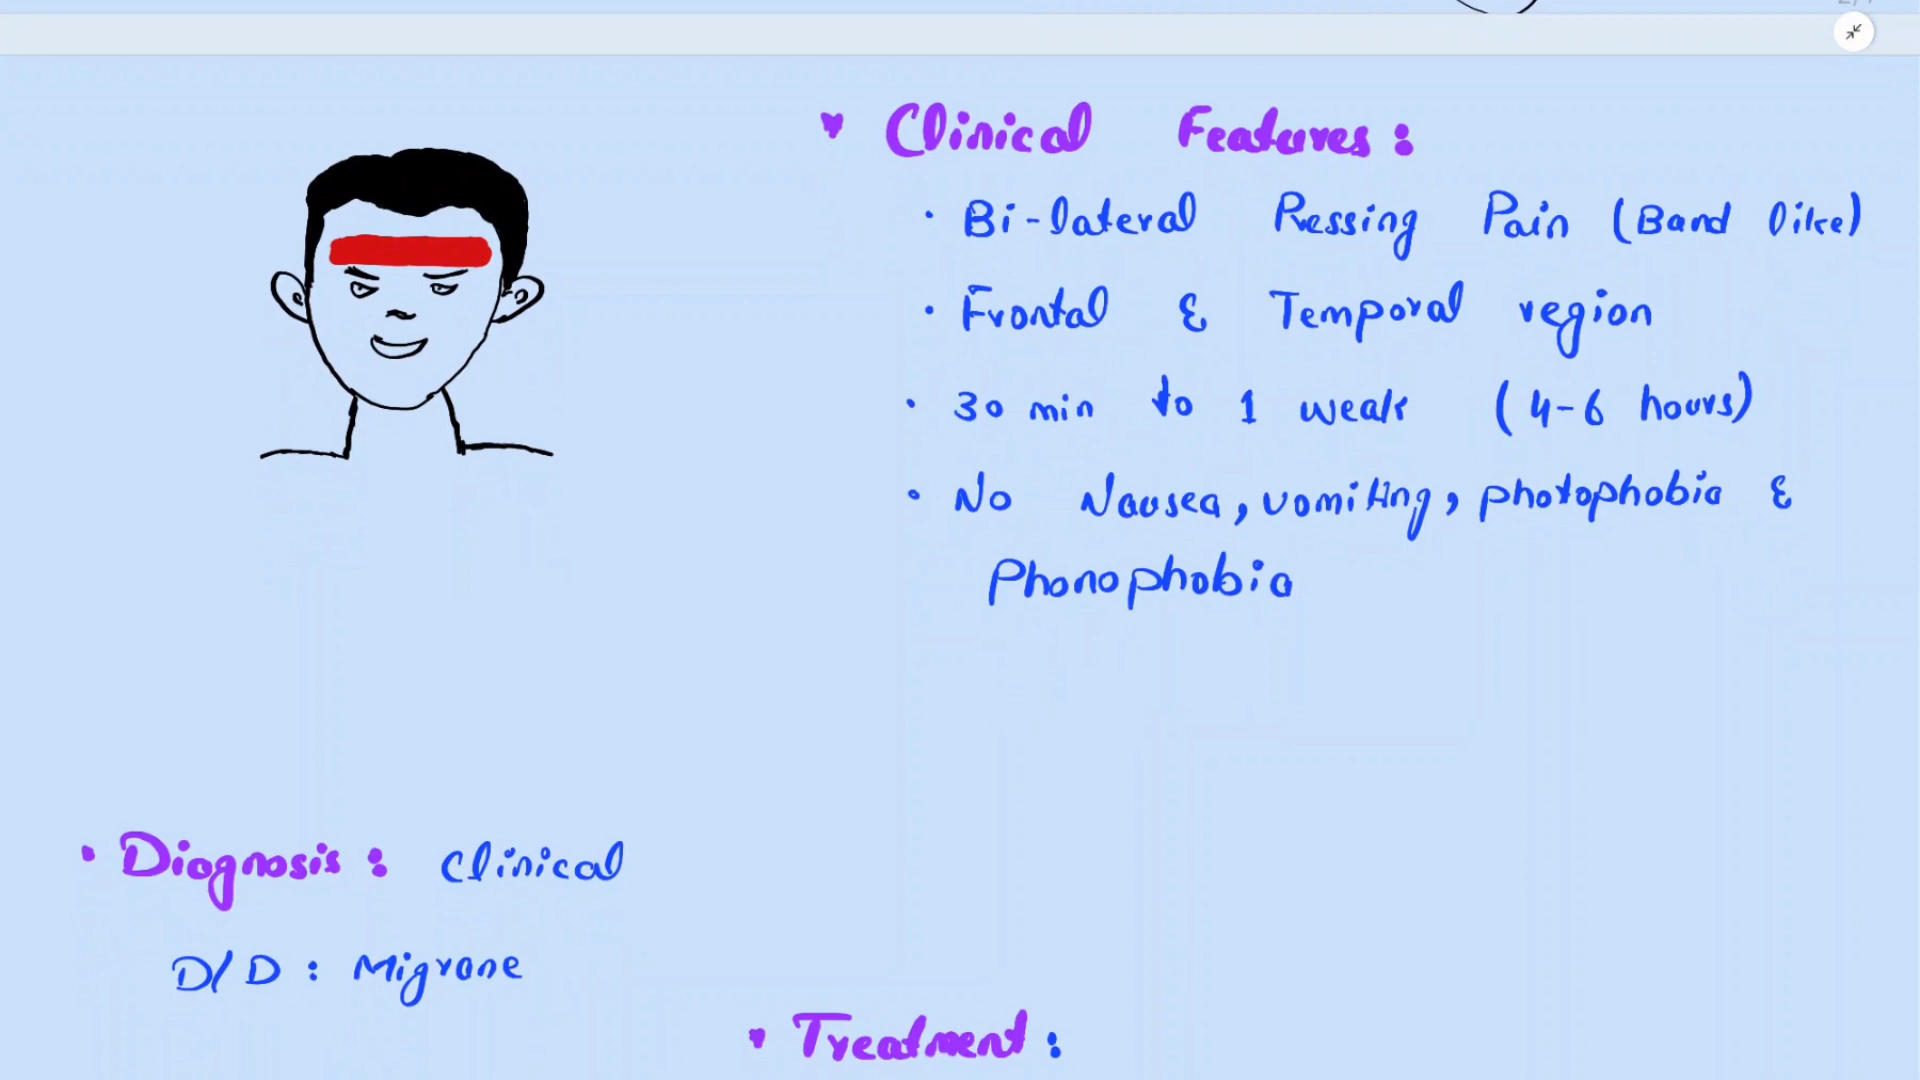 Clinical Features:
• Bi-lateral Pressing Pain (Band like)
• Frontal & Temporal region
• 30 min to 1 weak (4-6 hours)
• No Nausea, vomiting, photophobia &
Phonophobia
• Diagnosis: Clinical
D/D: Migrane
• Treatment: